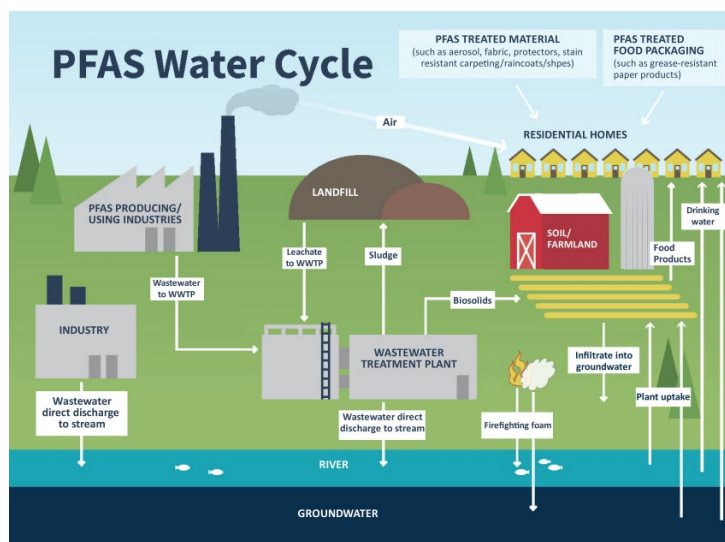 PFAS Water Cycle
PFAS TREATED MATERIAL
(such as aerosol, fabric, protectors, stain
resistant carpeting/raincoats/shpes)
PFAS TREATED
FOOD PACKAGING
(such as grease-resistant
paper products)
Air
RESIDENTIAL HOMES
PFAS PRODUCING/
USING INDUSTRIES
LANDFILL
SOIL/
FARMLAND
Drinking
water
Food
Products
Leachate
to WWTP
Sludge
Wastewater
to WWTP
Biosolids
INDUSTRY
WASTEWATER
TREATMENT PLANT
Infiltrate into
groundwater
Plant uptake
Wastewater
direct discharge
to stream
Wastewater direct
discharge to stream
Firefighting foam
RIVER
GROUNDWATER